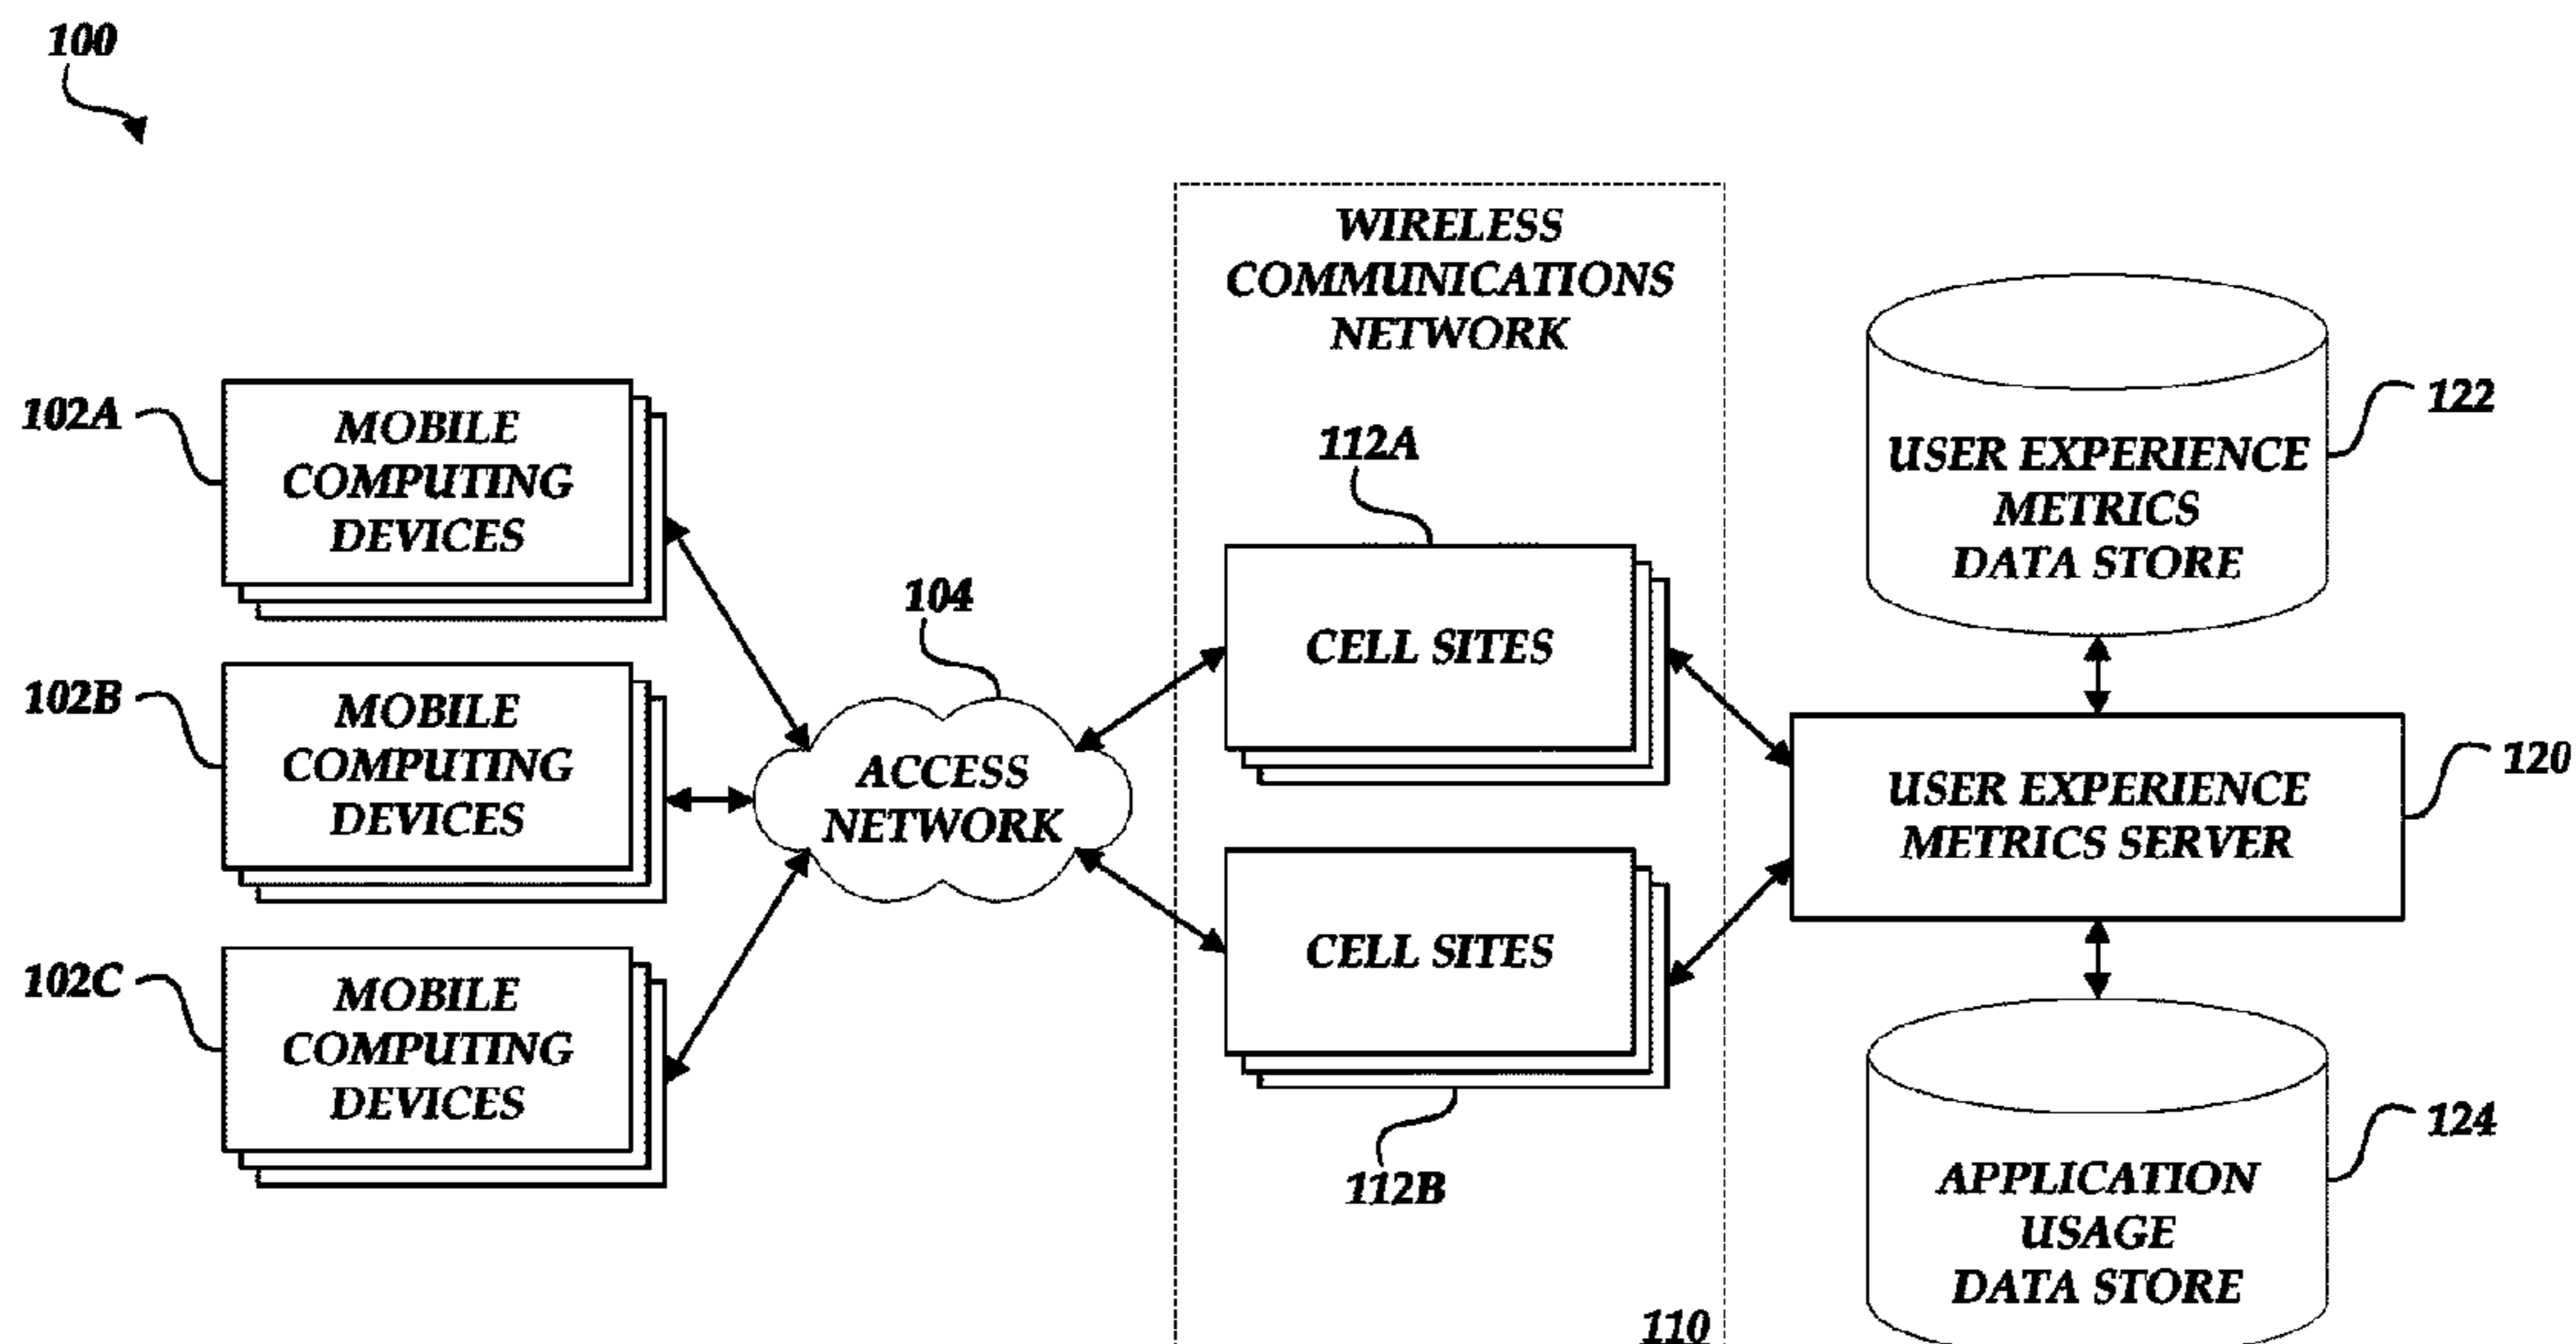 100
WIRELESS
COMMUNICATIONS
NETWORK
102A
MOBILE
COMPUTING
DEVICES
102B
MOBILE
COMPUTING
DEVICES
102C
MOBILE
COMPUTING
DEVICES
104
ACCESS
NETWORK
112A
CELL SITES
CELL SITES
112B
110
122
USER EXPERIENCE
METRICS
DATA STORE
120
USER EXPERIENCE
METRICS SERVER
124
APPLICATION
USAGE
DATA STORE